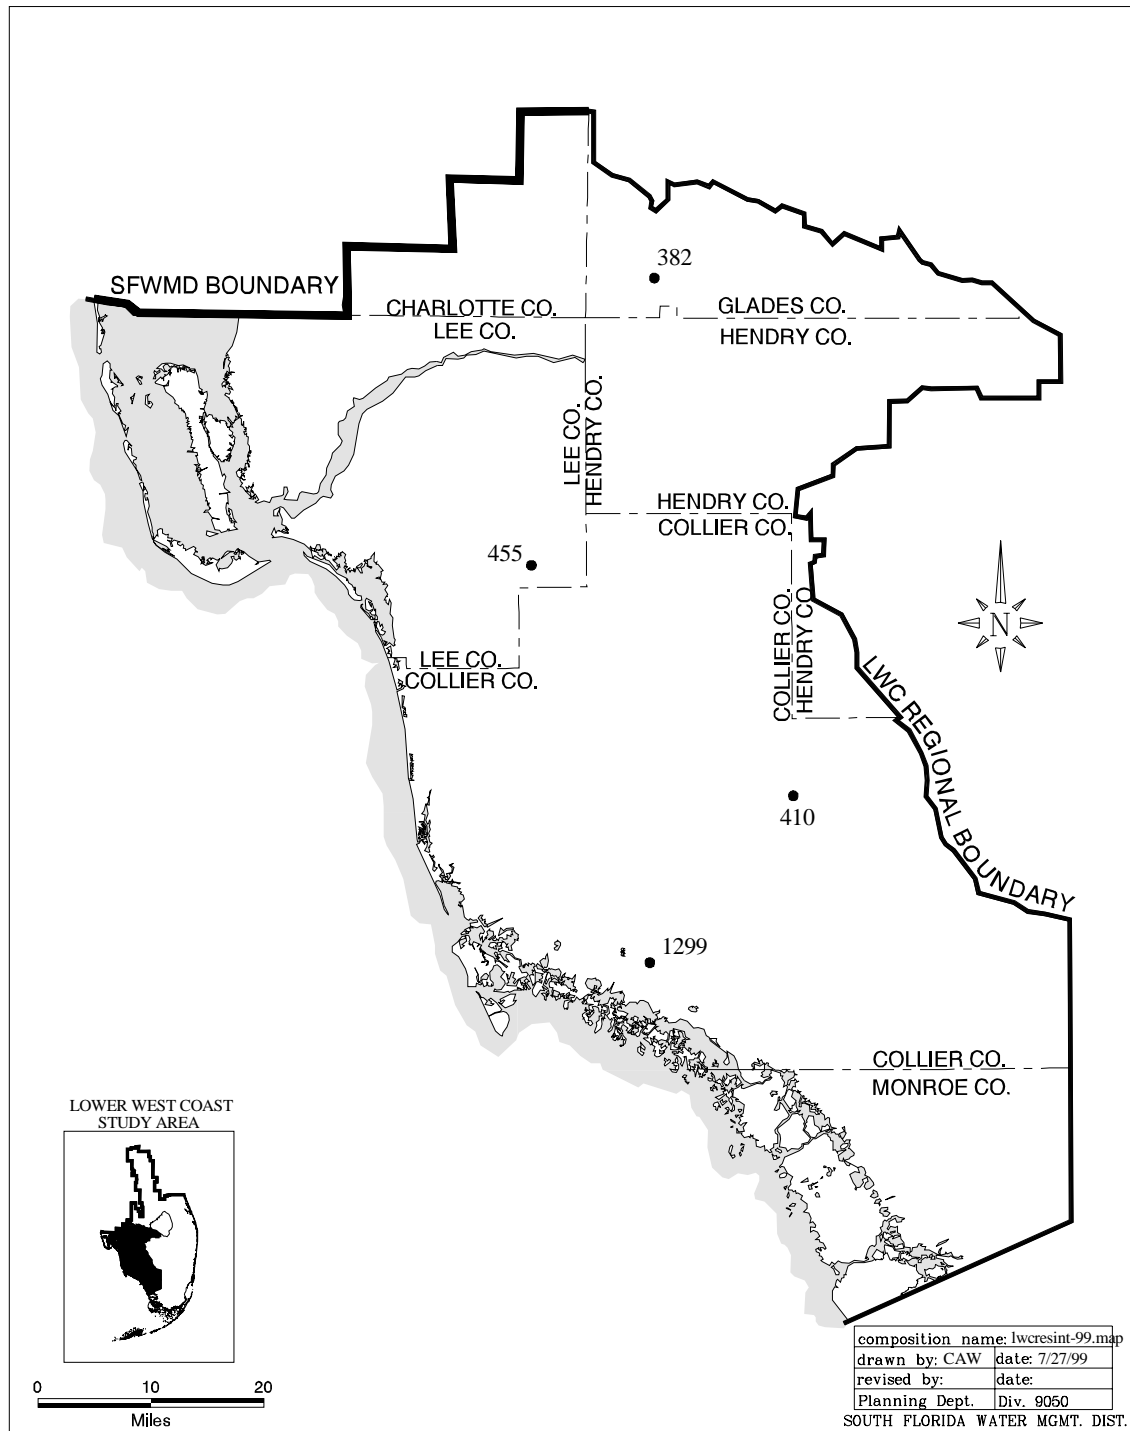 382
SFWMD BOUNDARY
CHARLOTTE CO.
LEE CO.
GLADES CO.
HENDRY CO.
LEE CO.
HENDRY CO.
HENDRY CO.
COLLIER CO.
455
COLLIER CO.
HENDRY CO.
N
LEE CO.
COLLIER CO.
LWC REGIONAL BOUNDARY
410
1299
COLLIER CO.
MONROE CO.
LOWER WEST COAST
STUDY AREA
0 10 20
Miles
composition name: lwcresint-99.map
drawn by: CAW date: 7/27/99
revised by: date:
Planning Dept. Div. 9050
SOUTH FLORIDA WATER MGMT. DIST.